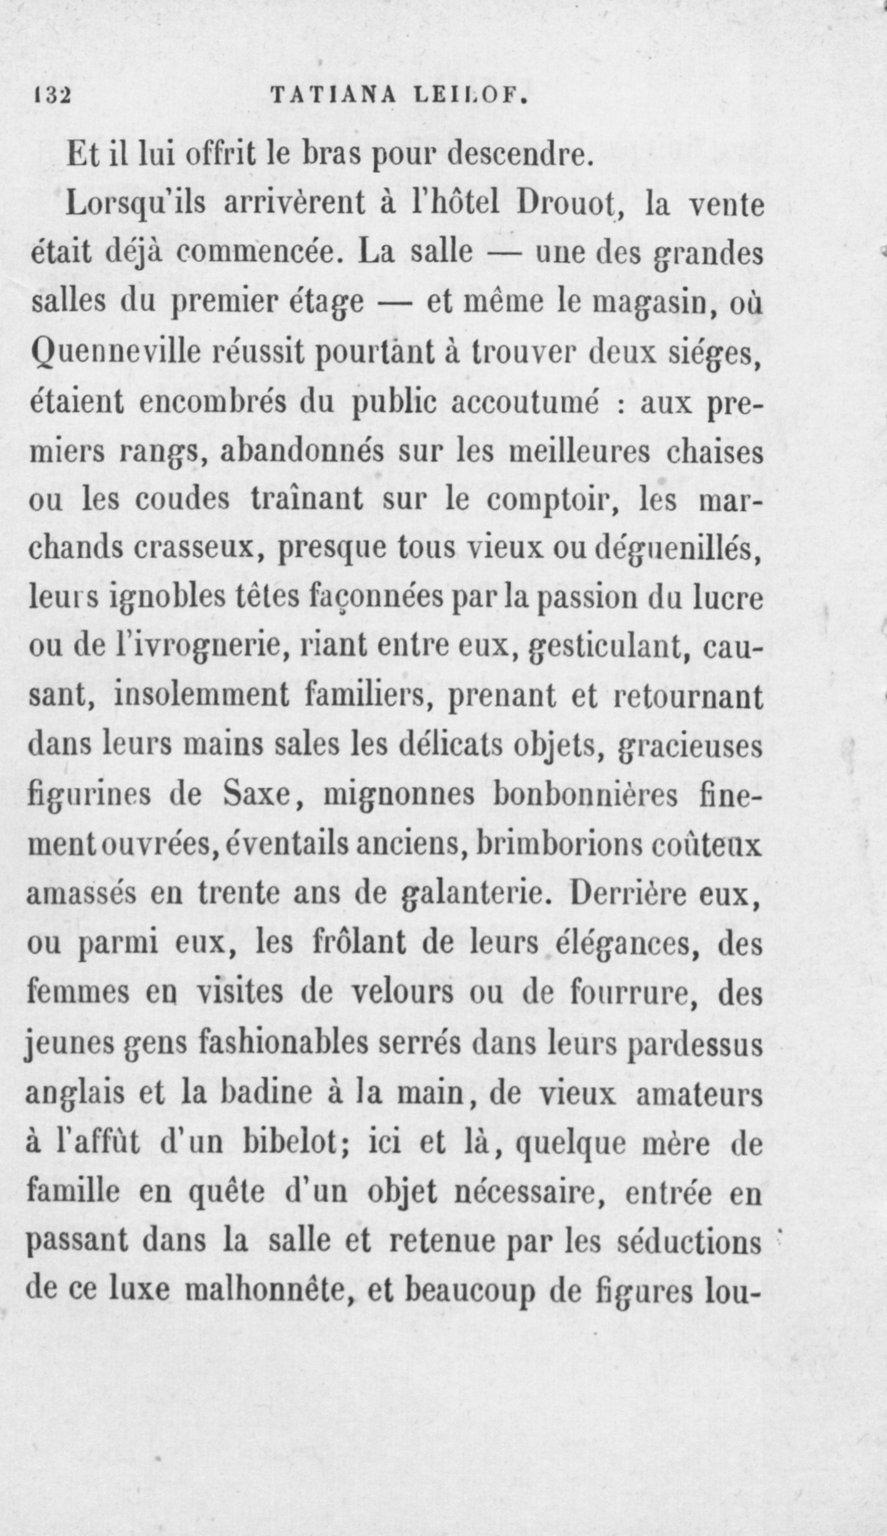 132 TATIANA LEILOF.
Et il lui offrit le bras pour descendre.
Lorsqu'ils arrivèrent à l'hôtel Drouot, la vente
était déjà commencée. La salle — une des grandes
salles du premier étage — et même le magasin, où
Quenneville réussit pourtant à trouver deux siéges,
étaient encombrés du public accoutumé : aux pre-
miers rangs, abandonnés sur les meilleures chaises
ou les coudes traînant sur le comptoir, les mar-
chands crasseux, presque tous vieux ou déguenillés,
leurs ignobles têtes façonnées par la passion du lucre
ou de l'ivrognerie, riant entre eux, gesticulant, cau-
sant, insolemment familiers, prenant et retournant
dans leurs mains sales les délicats objets, gracieuses
figurines de Saxe, mignonnes bonbonnières fine-
ment ouvrées, éventails anciens, brimborions coûteux
amassés en trente ans de galanterie. Derrière eux,
ou parmi eux, les frôlant de leurs élégances, des
femmes en visites de velours ou de fourrure, des
jeunes gens fashionables serrés dans leurs pardessus
anglais et la badine à la main, de vieux amateurs
à l'affût d'un bibelot; ici et là, quelque mère de
famille en quête d'un objet nécessaire, entrée en
passant dans la salle et retenue par les séductions
de ce luxe malhonnête, et beaucoup de figures lou-